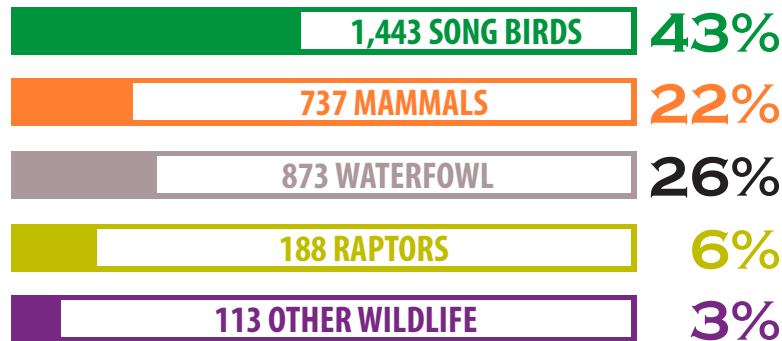 1,443 SONG BIRDS 43%
737 MAMMALS 22%
873 WATERFOWL 26%
188 RAPTORS 6%
113 OTHER WILDLIFE 3%